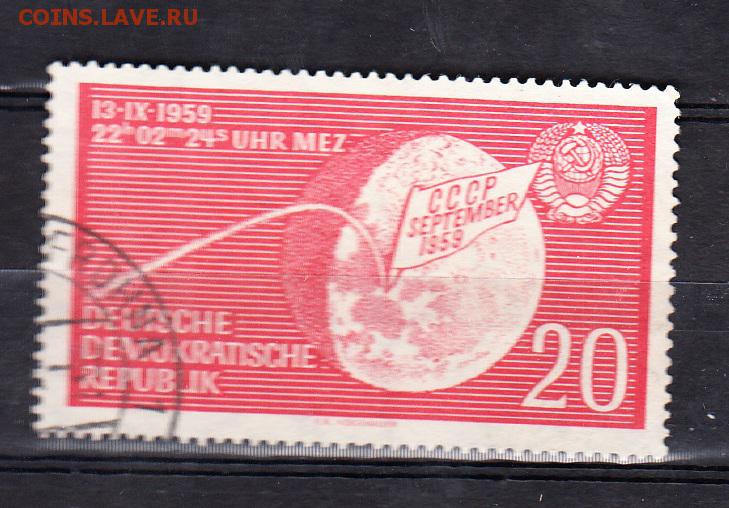 COINS.LAVE.RU
13·IX·1959
22h 02m 24s UHR MEZ
CCCP
SEPTEMBER
1959
DEUTSCHE
DEMOKRATISCHE
REPUBLIK
20